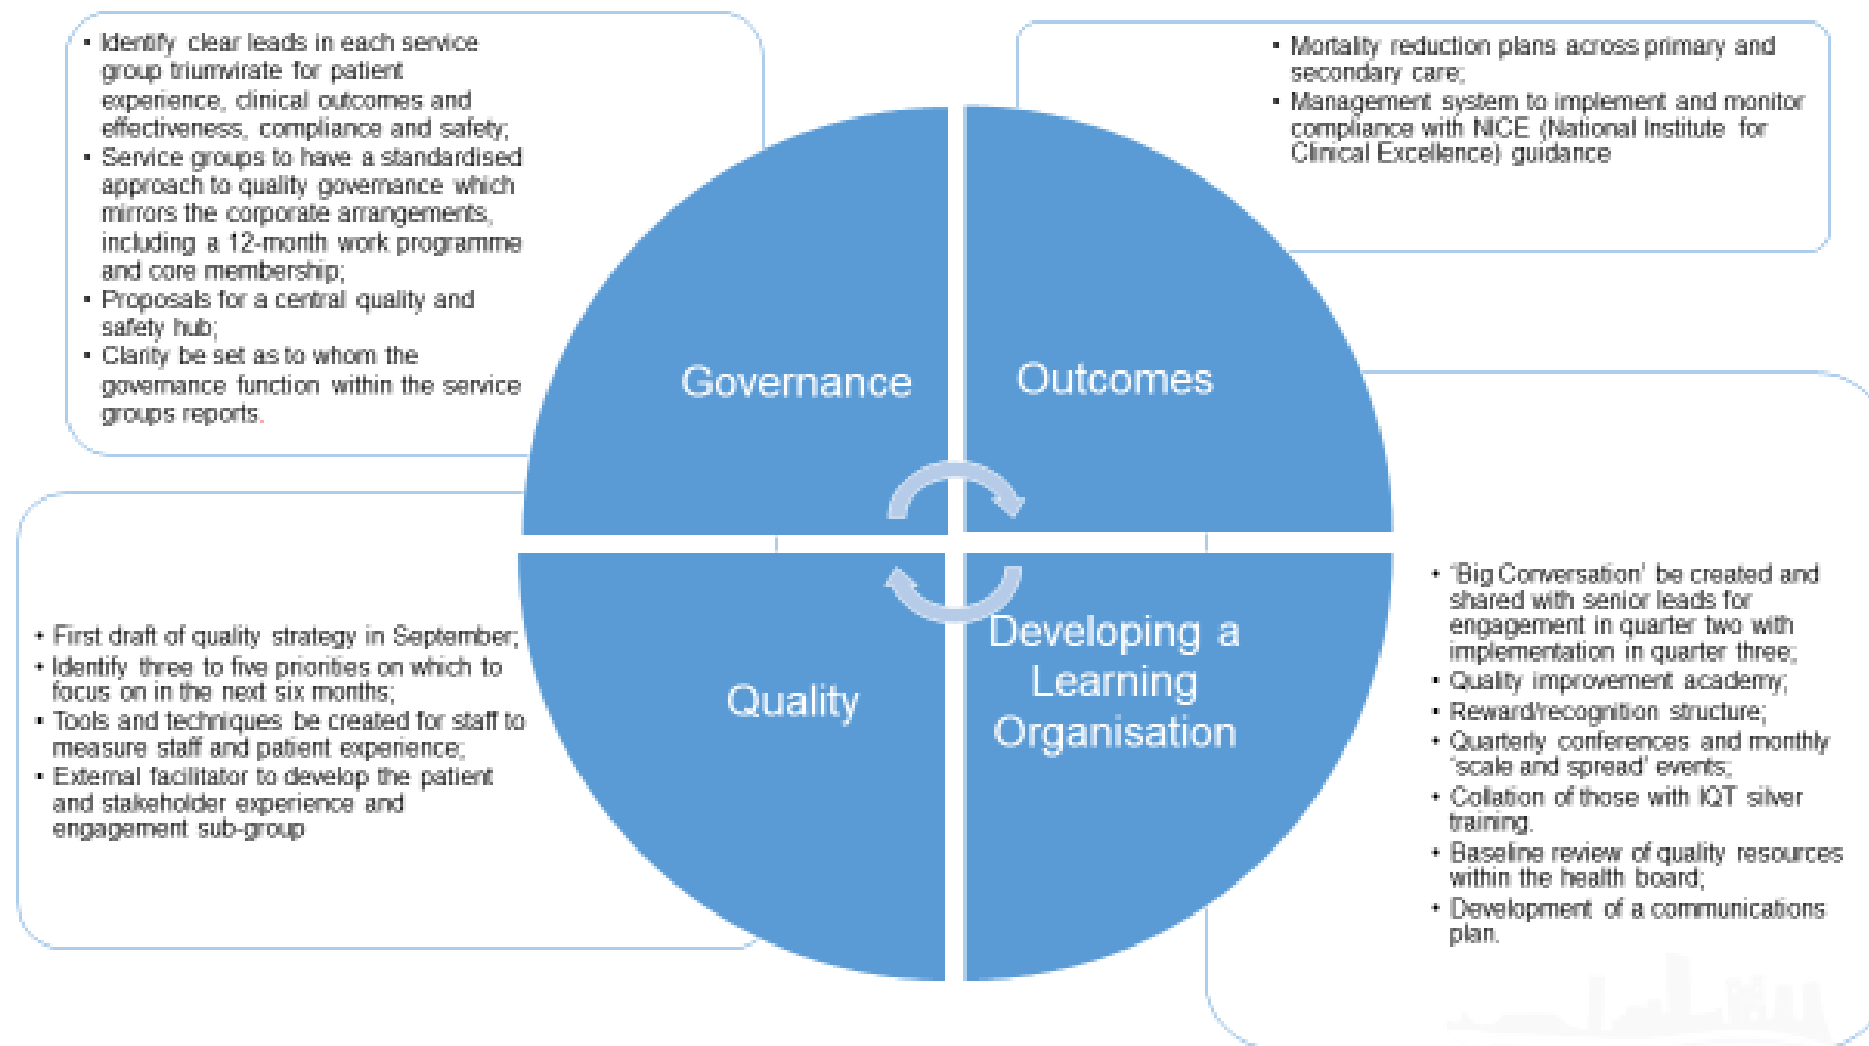 • Identify clear leads in each service
group triumvirate for patient
experience, clinical outcomes and
effectiveness, compliance and safety;
• Service groups to have a standardised
approach to quality governance which
mirrors the corporate arrangements,
including a 12-month work programme
and core membership;
• Proposals for a central quality and
safety hub;
• Clarity be set as to whom the
governance function within the service
groups reports.
• Mortality reduction plans across primary and
secondary care;
• Management system to implement and monitor
compliance with NICE (National Institute for
Clinical Excellence) guidance
Governance
Outcomes
Quality
Developing a
Learning
Organisation
• First draft of quality strategy in September;
• Identify three to five priorities on which to
focus on in the next six months;
• Tools and techniques be created for staff to
measure staff and patient experience;
• External facilitator to develop the patient
and stakeholder experience and
engagement sub-group
• 'Big Conversation' be created and
shared with senior leads for
engagement in quarter two with
implementation in quarter three;
• Quality improvement academy;
• Reward/recognition structure;
• Quarterly conferences and monthly
'scale and spread' events;
• Collation of those with IQT silver
training.
• Baseline review of quality resources
within the health board;
• Development of a communications
plan.